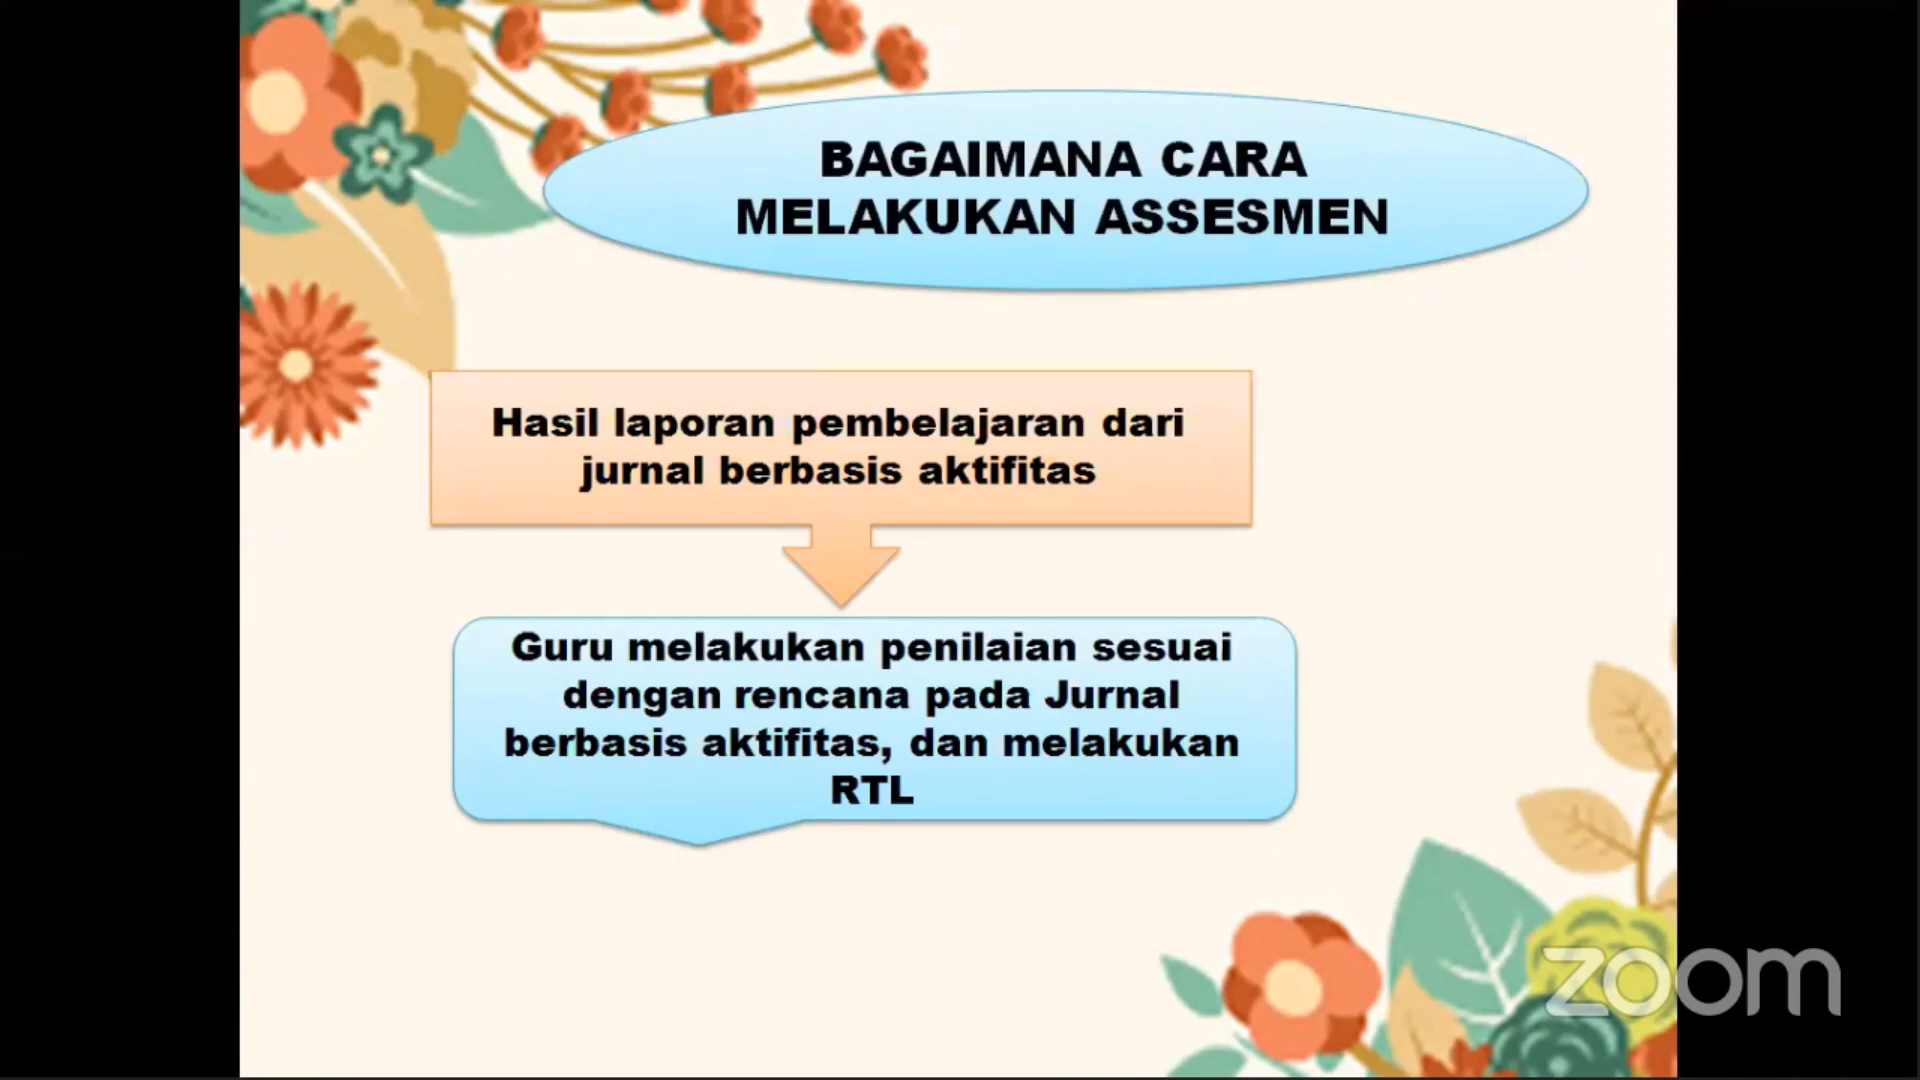 BAGAIMANA CARA
MELAKUKAN ASSESMEN
Hasil laporan pembelajaran dari
jurnal berbasis aktifitas
Guru melakukan penilaian sesuai
dengan rencana pada Jurnal
berbasis aktifitas, dan melakukan
RTL
zoom